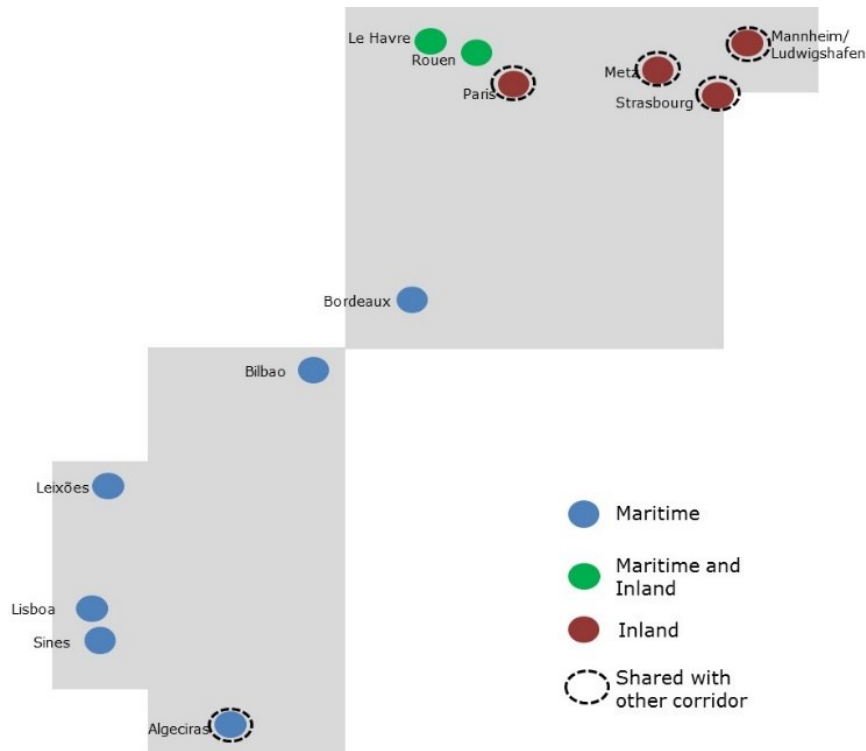 Le Havre
Rouen
Paris
Metz
Strasbourg
Mannheim/
Ludwigshafen
Bordeaux
Bilbao
Leixões
Lisboa
Sines
Algeciras
Maritime
Maritime and
Inland
Inland
Shared with
other corridor